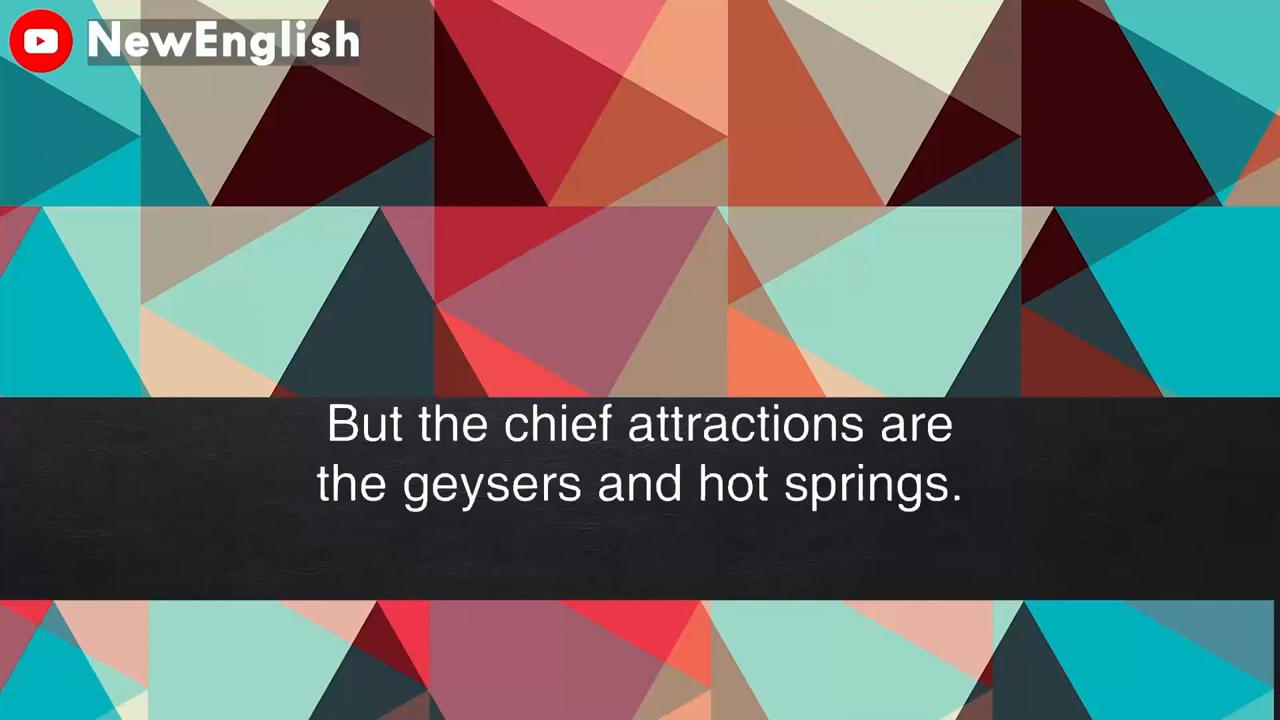 NewEnglish
But the chief attractions are
the geysers and hot springs.